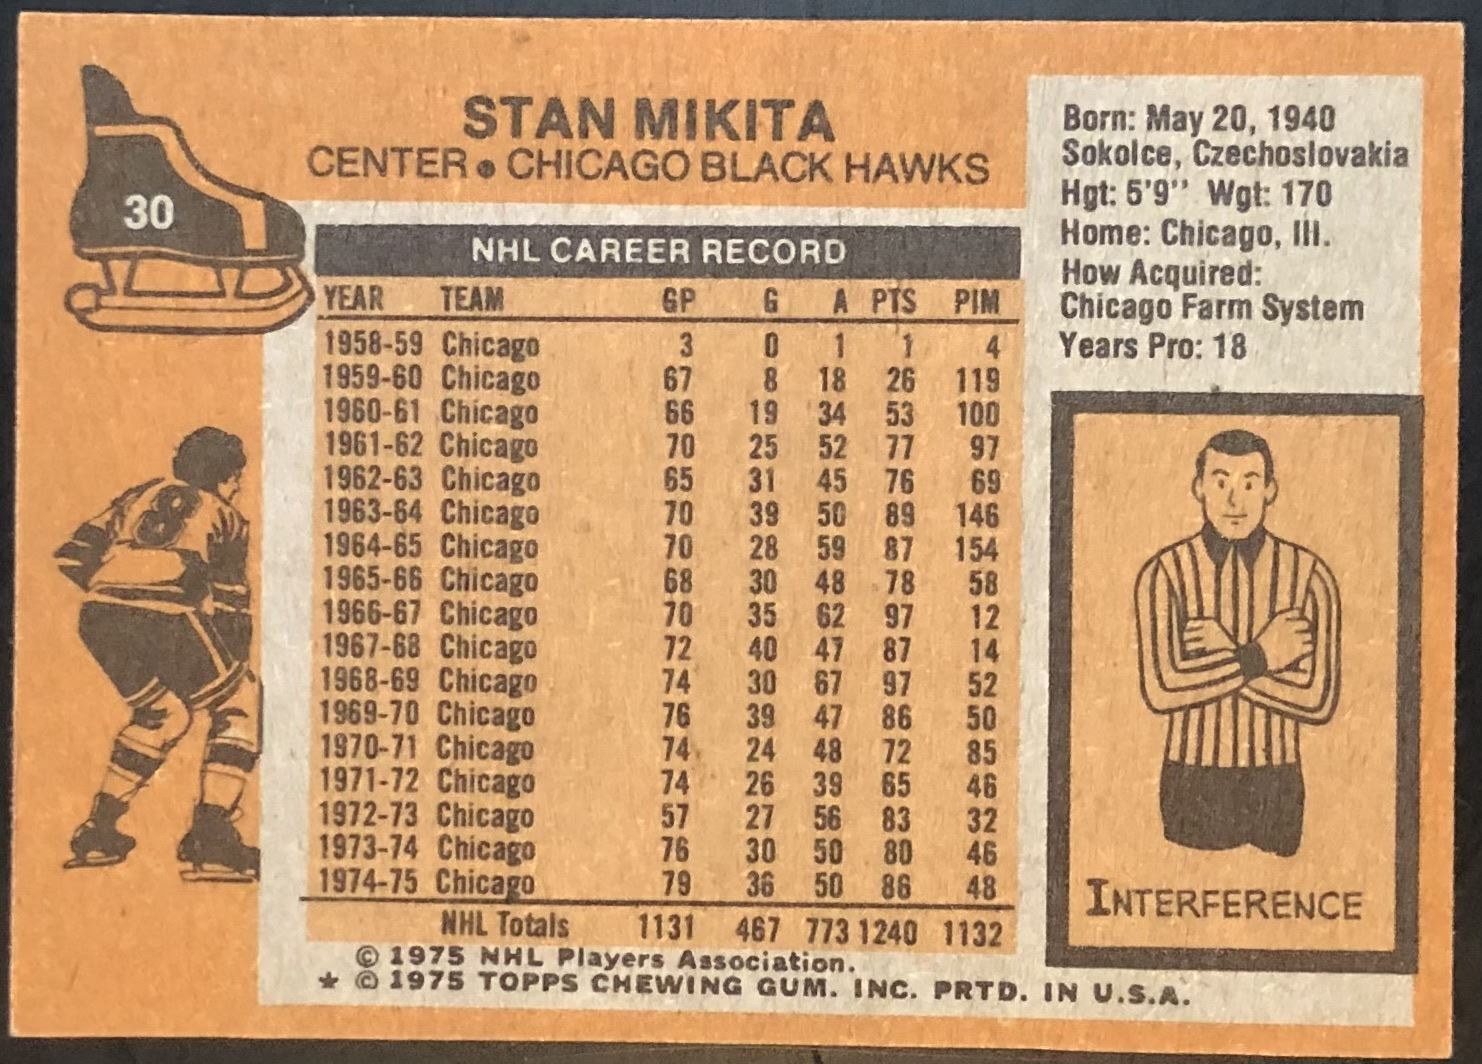 30
STAN MIKITA
CENTER • CHICAGO BLACK HAWKS
Born: May 20, 1940
Sokolce, Czechoslovakia
Hgt: 5'9" Wgt: 170
Home: Chicago, Ill.
How Acquired:
Chicago Farm System
Years Pro: 18
NHL CAREER RECORD
YEAR TEAM GP G A PTS PIM
1958-59 Chicago 3 0 1 1 4
1959-60 Chicago 67 8 18 26 119
1960-61 Chicago 66 19 34 53 100
1961-62 Chicago 70 25 52 77 97
1962-63 Chicago 65 31 45 76 69
1963-64 Chicago 70 39 50 89 146
1964-65 Chicago 70 28 59 87 154
1965-66 Chicago 68 30 48 78 58
1966-67 Chicago 70 35 62 97 12
1967-68 Chicago 72 40 47 87 14
1968-69 Chicago 74 30 67 97 52
1969-70 Chicago 76 39 47 86 50
1970-71 Chicago 74 24 48 72 85
1971-72 Chicago 74 26 39 65 46
1972-73 Chicago 57 27 56 83 32
1973-74 Chicago 76 30 50 80 46
1974-75 Chicago 79 36 50 86 48
NHL Totals 1131 467 773 1240 1132
INTERFERENCE
© 1975 NHL Players Association.
* © 1975 TOPPS CHEWING GUM. INC. PRTD. IN U.S.A.